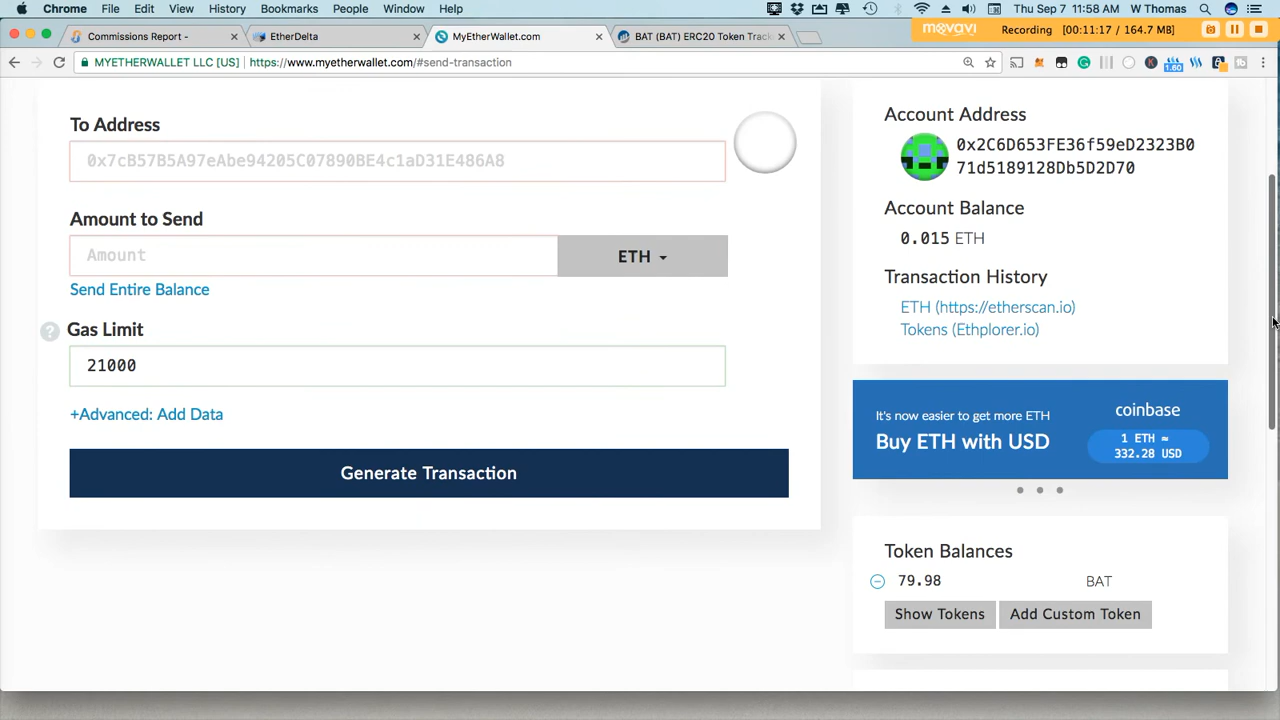 Chrome File Edit View History Bookmarks People Window Help Thu Sep 7 11:58 AM W Thomas
Commissions Report - EtherDelta MyEtherWallet.com BAT (BAT) ERC20 Token Track
movavi Recording (00:11:17 / 164.7 MB)
MYETHERWALLET LLC [US] https://www.myetherwallet.com/#send-transaction
1.60
To Address
Amount to Send
Amount
ETH
Send Entire Balance
? Gas Limit
21000
+Advanced: Add Data
Generate Transaction
Account Address
0x2C6D653FE36f59eD2323B0
71d5189128Db5D2D70
Account Balance
0.015 ETH
Transaction History
ETH (https://etherscan.io)
Tokens (Ethplorer.io)
It's now easier to get more ETH
Buy ETH with USD
coinbase
1 ETH ≈
332.28 USD
Token Balances
79.98 BAT
Show Tokens Add Custom Token